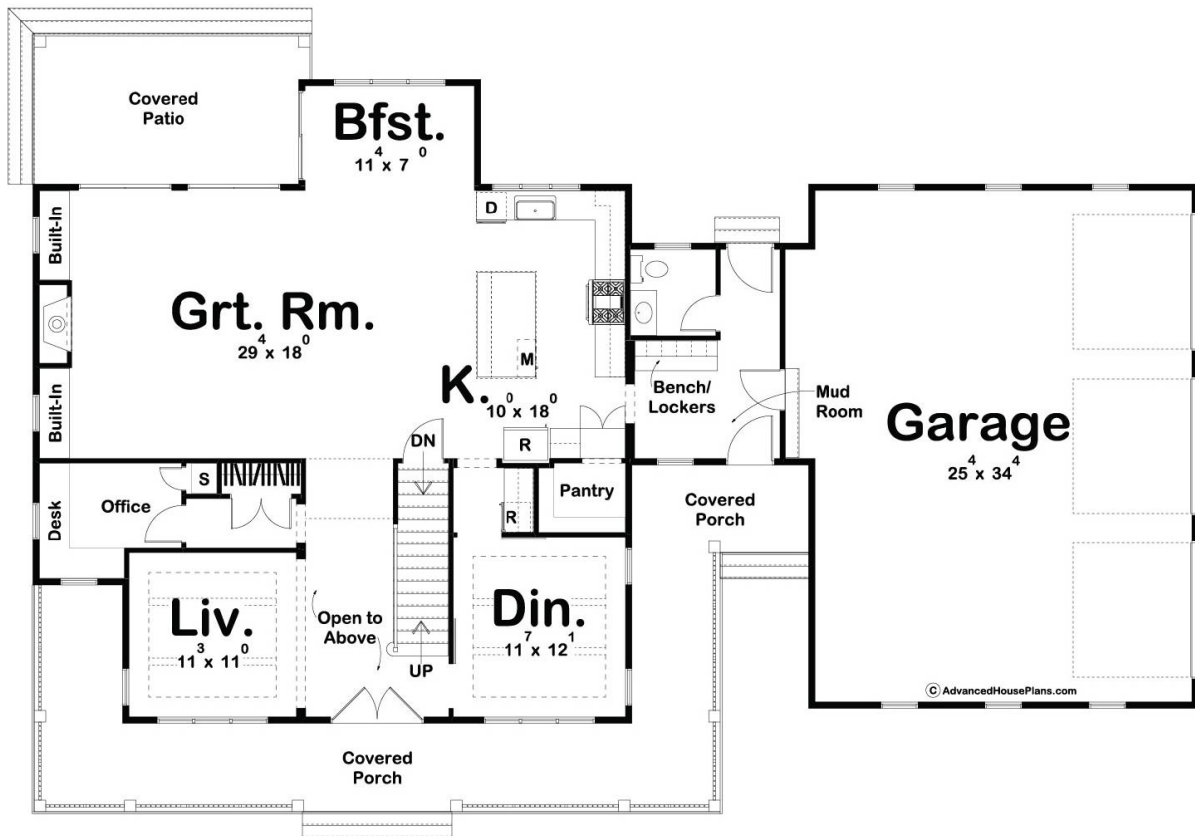 Covered
Patio
Bfst.
11⁴ x 7⁰
Built-In
D
Grt. Rm.
29⁴ x 18⁰
M
K.
10⁰ x 18⁰
Built-In
Bench/
Lockers
Mud
Room
Garage
25⁴ x 34⁴
DN
R
Desk
Office
S
R
Pantry
Covered
Porch
Liv.
11³ x 11⁰
Open to
Above
UP
Din.
11⁷ x 12¹
© AdvancedHousePlans.com
Covered
Porch